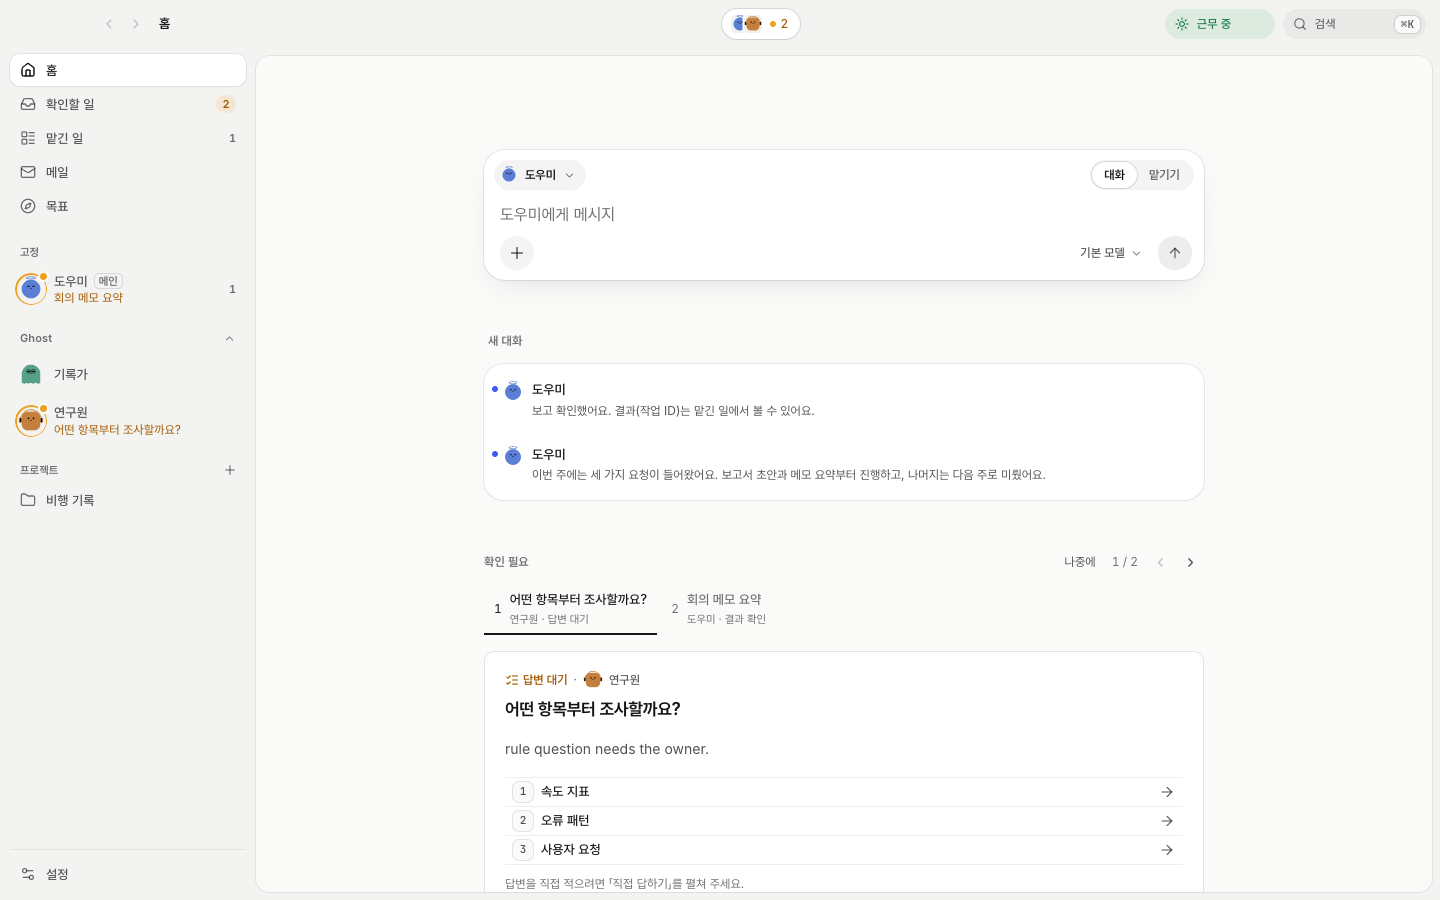 홈
2
근무 중
검색
⌘K
홈
확인할 일
2
맡긴 일
1
메일
목표
고정
도우미 메인
회의 메모 요약
1
Ghost
기록가
연구원
어떤 항목부터 조사할까요?
프로젝트
비행 기록
설정
도우미
대화
맡기기
도우미에게 메시지
기본 모델
새 대화
도우미
보고 확인했어요. 결과(작업 ID)는 맡긴 일에서 볼 수 있어요.
도우미
이번 주에는 세 가지 요청이 들어왔어요. 보고서 초안과 메모 요약부터 진행하고, 나머지는 다음 주로 미뤘어요.
확인 필요
나중에
1 / 2
1 어떤 항목부터 조사할까요?
연구원 · 답변 대기
2 회의 메모 요약
도우미 · 결과 확인
답변 대기 · 연구원
어떤 항목부터 조사할까요?
rule question needs the owner.
1 속도 지표
2 오류 패턴
3 사용자 요청
답변을 직접 적으려면 「직접 답하기」를 펼쳐 주세요.